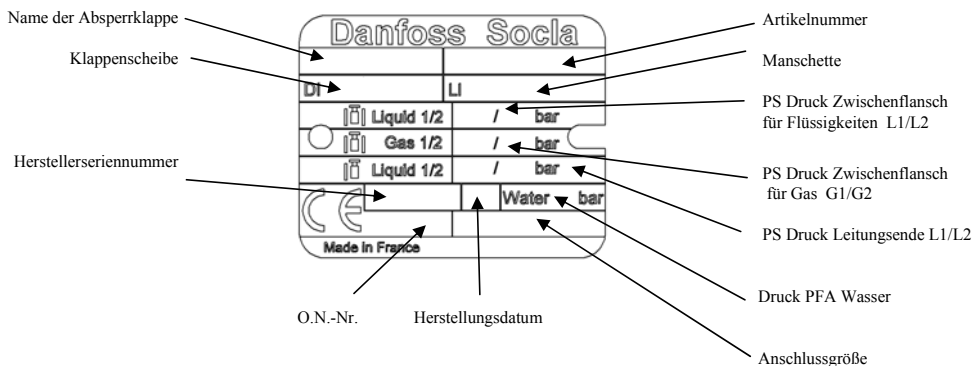 Name der Absperrklappe
Artikelnummer
Danfoss Socla
Klappenscheibe
Manschette
DI
LI
Liquid 1/2 / bar
PS Druck Zwischenflansch
für Flüssigkeiten L1/L2
Gas 1/2 / bar
Herstellerseriennummer
Liquid 1/2 / bar
PS Druck Zwischenflansch
für Gas G1/G2
CE
Water bar
PS Druck Leitungsende L1/L2
Made in France
Druck PFA Wasser
O.N.-Nr.
Herstellungsdatum
Anschlussgröße